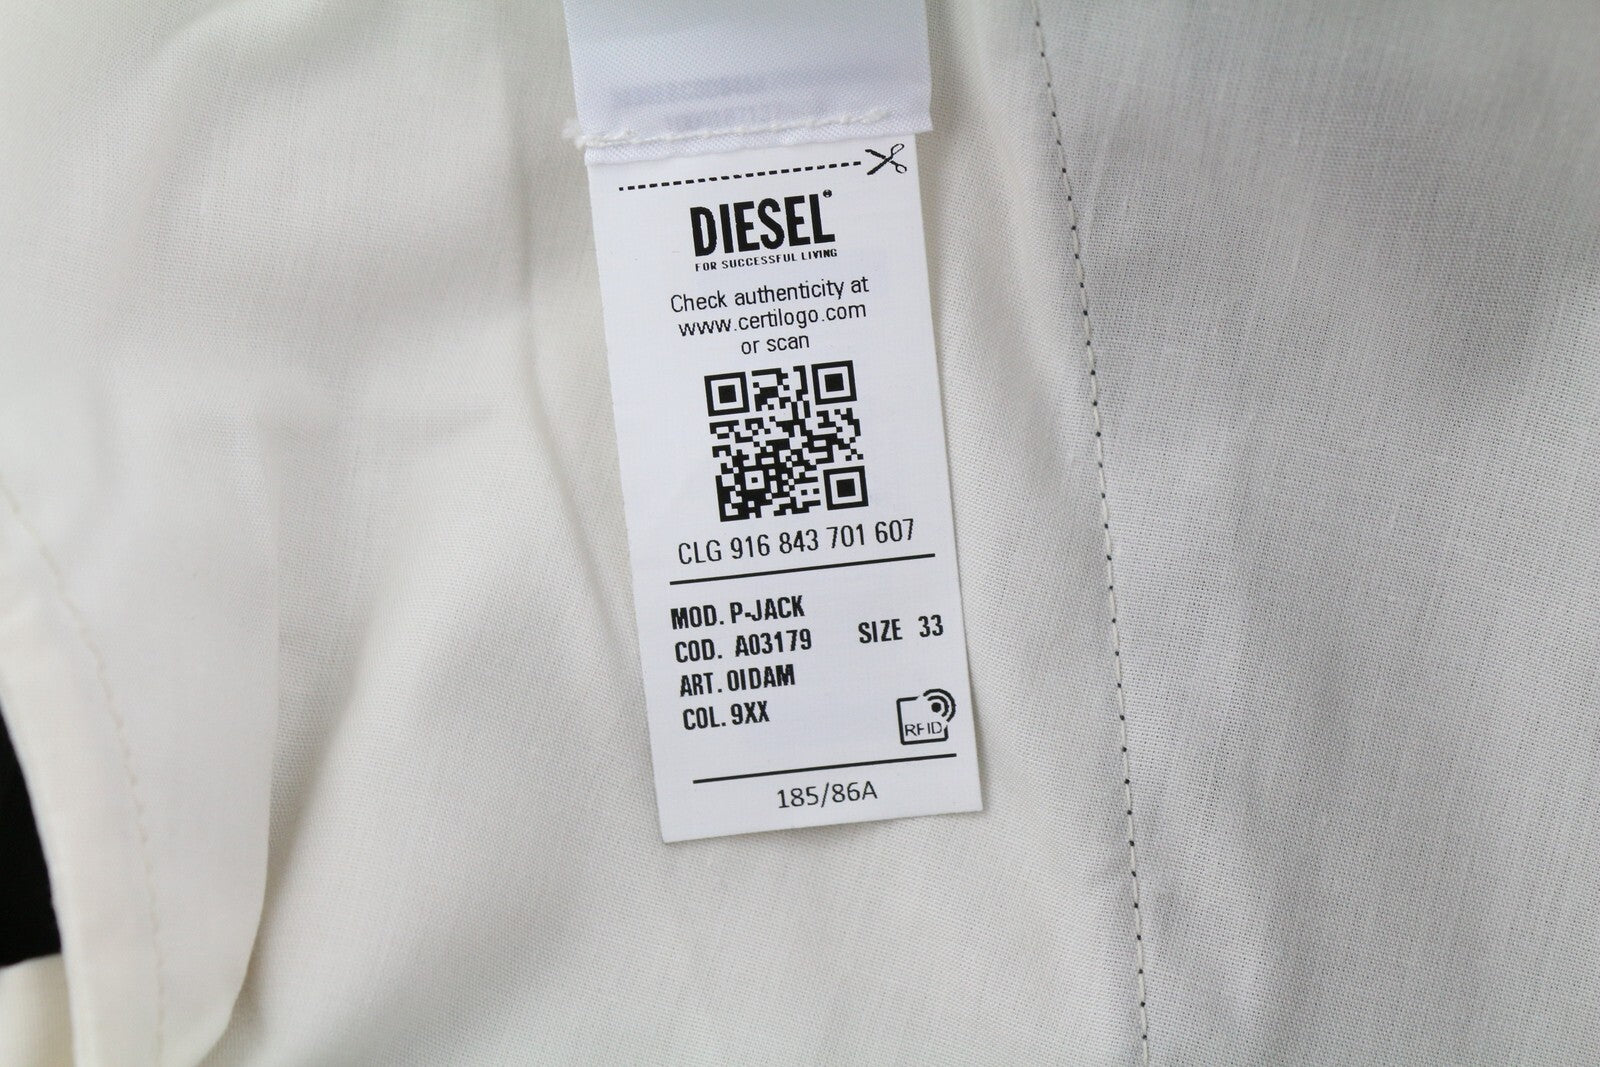 DIESEL
FOR SUCCESSFUL LIVING
Check authenticity at
www.certilogo.com
or scan
CLG 916 843 701 607
MOD. P-JACK
COD. A03179
SIZE 33
ART. OIDAM
COL. 9XX
RFID
185/86A